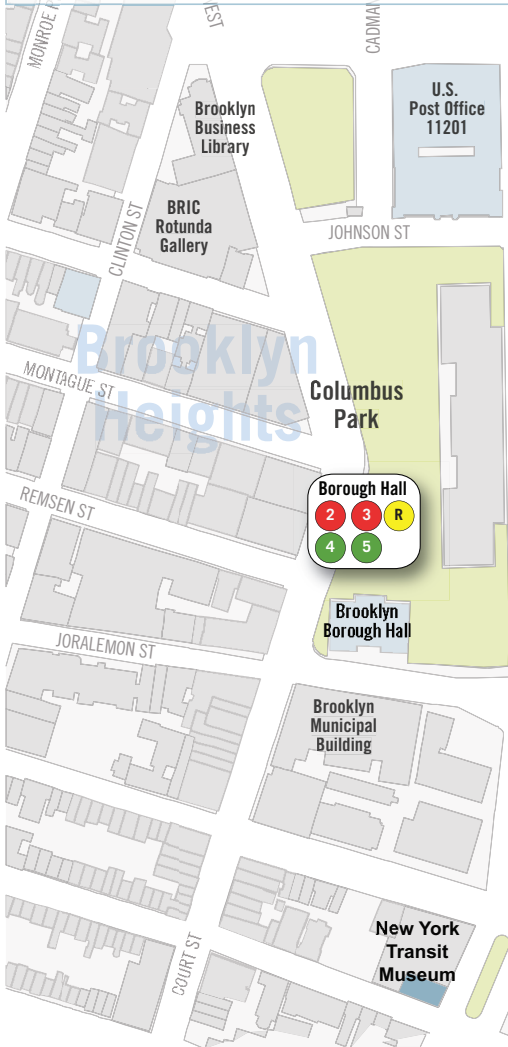 MONROE P
WEST
CADMAN
Brooklyn
Business
Library
U.S.
Post Office
11201
BRIC
Rotunda
Gallery
CLINTON ST
JOHNSON ST
Brooklyn
Heights
MONTAGUE ST
Columbus
Park
REMSEN ST
Borough Hall
2 3 R
4 5
Brooklyn
Borough Hall
JORALEMON ST
Brooklyn
Municipal
Building
New York
Transit
Museum
COURT ST